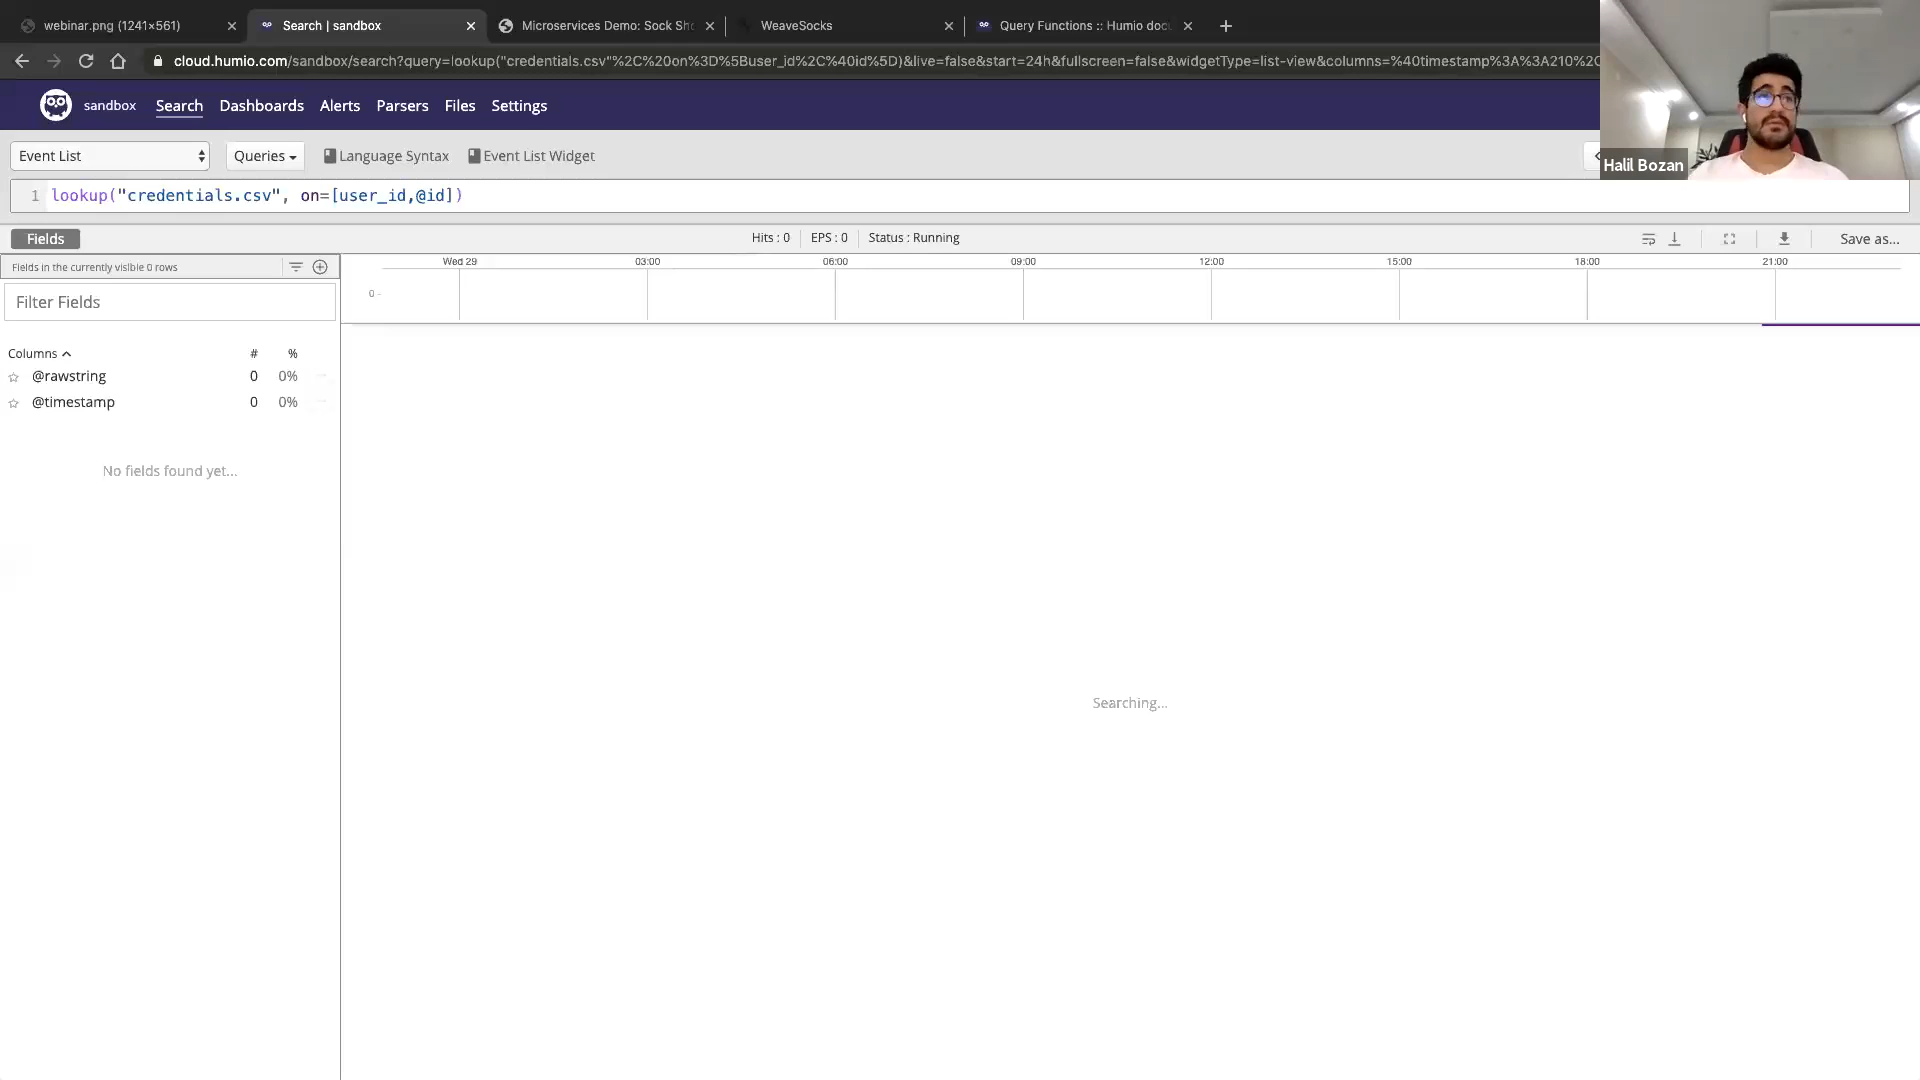 webinar.png (1241×561)
Search | sandbox
Microservices Demo: Sock Sh
WeaveSocks
Query Functions :: Humio doc
cloud.humio.com/sandbox/search?query=lookup("credentials.csv"%2C%20on%3D%5Buser_id%2C%40id%5D)&live=false&start=24h&fullscreen=false&widgetType=list-view&columns=%40timestamp%3A%3A210%2C
sandbox
Search
Dashboards
Alerts
Parsers
Files
Settings
Halil Bozan
Event List
Queries
Language Syntax
Event List Widget
1 lookup("credentials.csv", on=[user_id,@id])
Fields
Hits : 0
EPS : 0
Status : Running
Save as...
Fields in the currently visible 0 rows
Wed 29
03:00
06:00
09:00
12:00
15:00
18:00
21:00
0
Filter Fields
Columns # %
@rawstring 0 0%
@timestamp 0 0%
No fields found yet...
Searching...